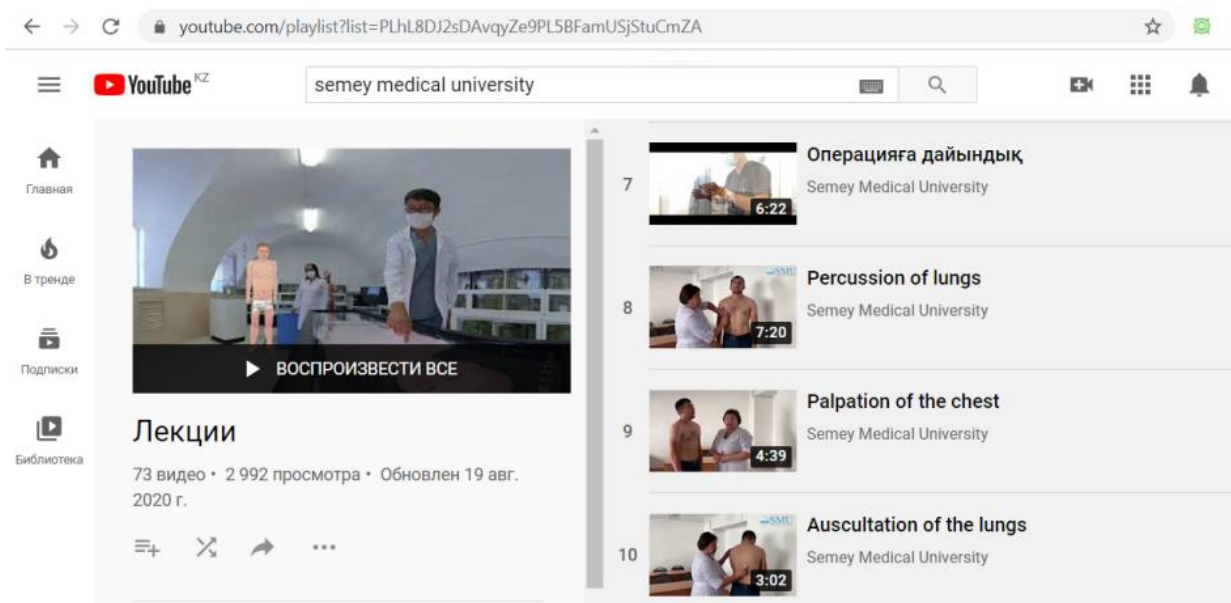 youtube.com/playlist?list=PLhL8DJ2sDAvqyZe9PL5BFamUSjStuCmZA
YouTube KZ
semey medical university
Главная
В тренде
Подписки
Библиотека
ВОСПРОИЗВЕСТИ ВСЕ
Лекции
73 видео • 2 992 просмотра • Обновлен 19 авг.
2020 г.
7
6:22
Операцияға дайындық
Semey Medical University
8
SMU
7:20
Percussion of lungs
Semey Medical University
9
4:39
Palpation of the chest
Semey Medical University
10
SMU
3:02
Auscultation of the lungs
Semey Medical University